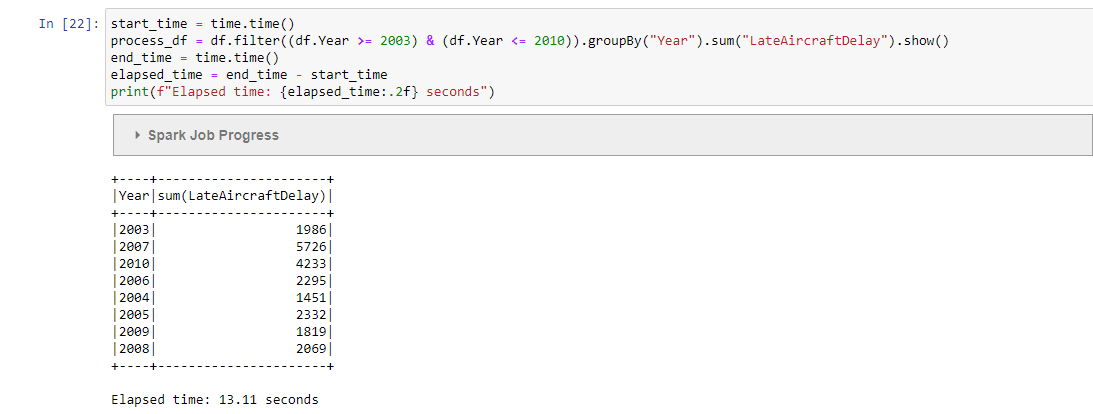 In [22]: start_time = time.time()
process_df = df.filter((df.Year >= 2003) & (df.Year <= 2010)).groupBy("Year").sum("LateAircraftDelay").show()
end_time = time.time()
elapsed_time = end_time - start_time
print(f"Elapsed time: {elapsed_time:.2f} seconds")
Spark Job Progress
+----+----------------------+
|Year|sum(LateAircraftDelay)|
+----+----------------------+
|2003|                  1986|
|2007|                  5726|
|2010|                  4233|
|2006|                  2295|
|2004|                  1451|
|2005|                  2332|
|2009|                  1819|
|2008|                  2069|
+----+----------------------+
Elapsed time: 13.11 seconds